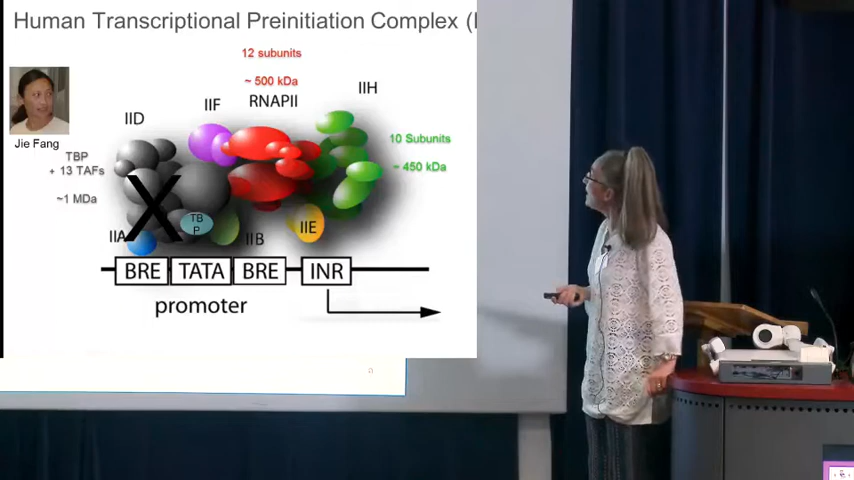 Human Transcriptional Preinitiation Complex (
12 subunits
~ 500 kDa
RNAPII
IIH
IIF
IID
Jie Fang
TBP
+ 13 TAFs
~1 MDa
10 Subunits
~ 450 kDa
TB
P
IIA
IIB
IIE
BRE
TATA
BRE
INR
promoter